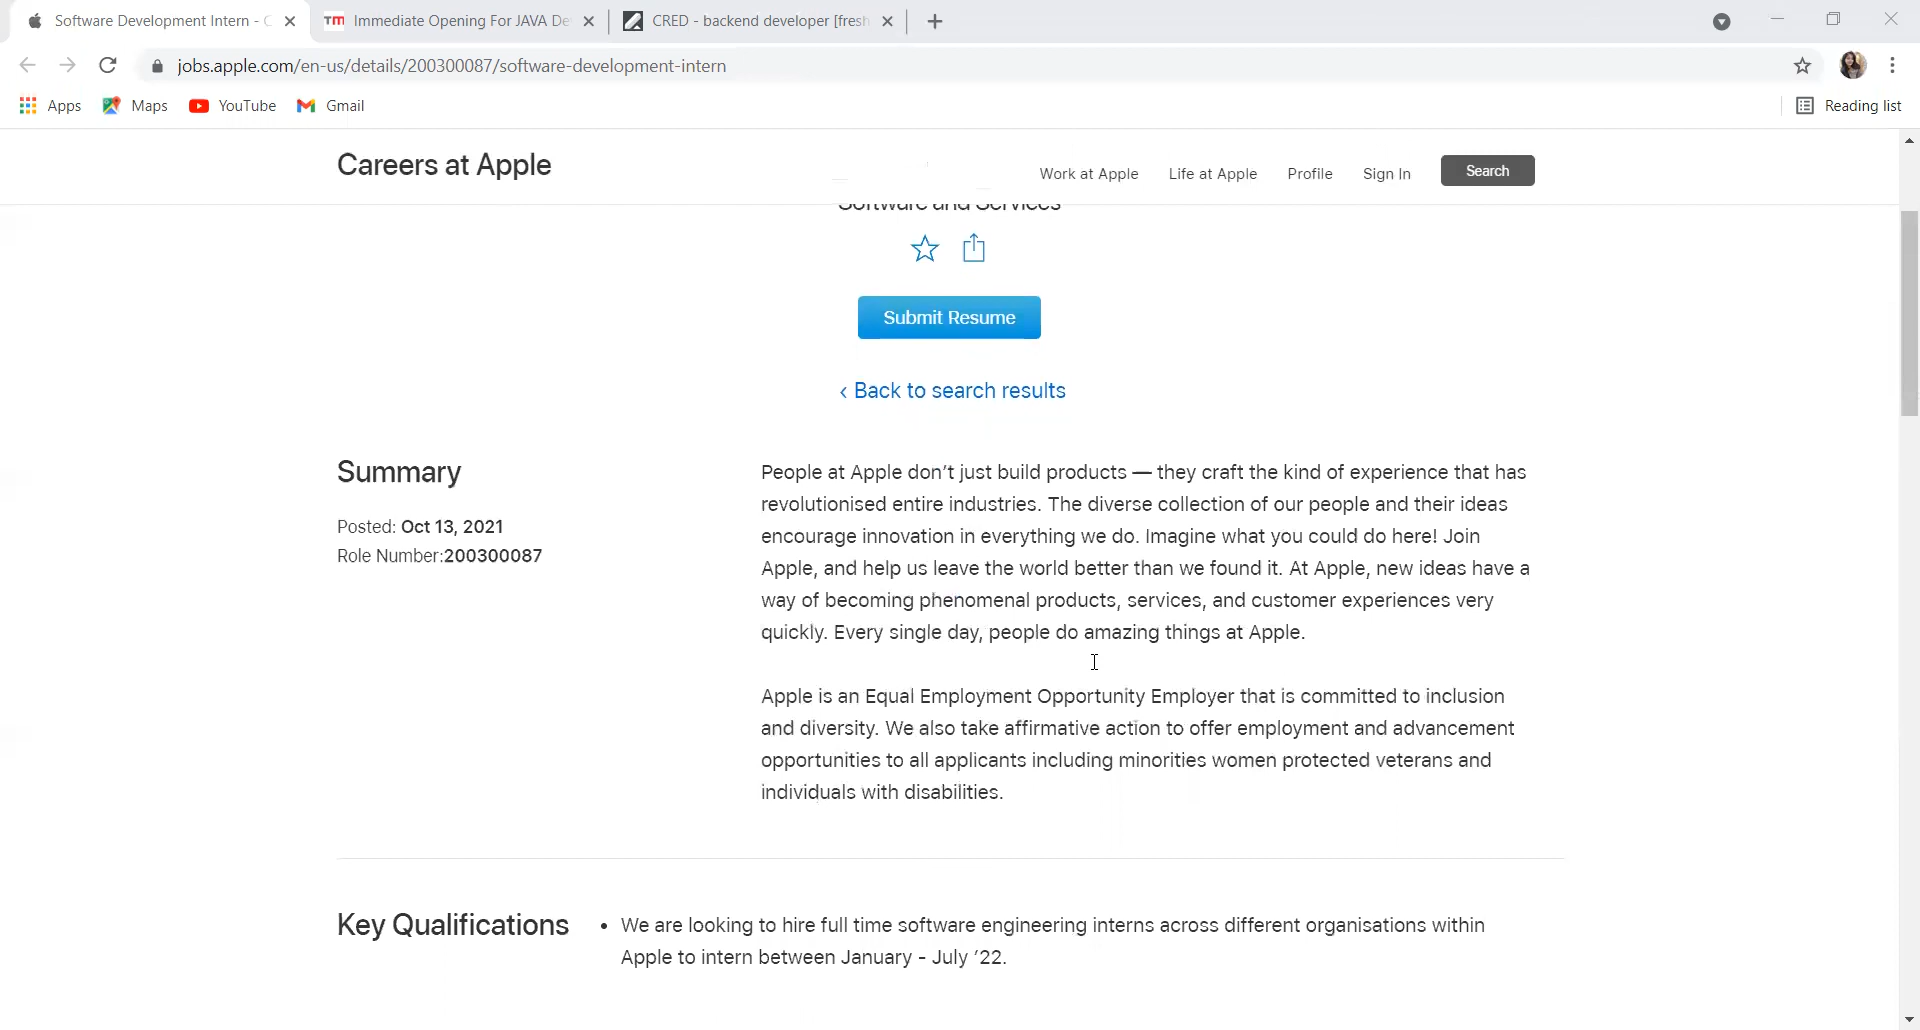 Software Development Intern - C
Immediate Opening For JAVA De
CRED - backend developer [fresh
jobs.apple.com/en-us/details/200300087/software-development-intern
Apps
Maps
YouTube
Gmail
Reading list
Careers at Apple
Work at Apple
Life at Apple
Profile
Sign In
Search
Software and Services
Submit Resume
‹ Back to search results
Summary
Posted: Oct 13, 2021
Role Number:200300087
People at Apple don’t just build products — they craft the kind of experience that has
revolutionised entire industries. The diverse collection of our people and their ideas
encourage innovation in everything we do. Imagine what you could do here! Join
Apple, and help us leave the world better than we found it. At Apple, new ideas have a
way of becoming phenomenal products, services, and customer experiences very
quickly. Every single day, people do amazing things at Apple.
Apple is an Equal Employment Opportunity Employer that is committed to inclusion
and diversity. We also take affirmative action to offer employment and advancement
opportunities to all applicants including minorities women protected veterans and
individuals with disabilities.
Key Qualifications
• We are looking to hire full time software engineering interns across different organisations within
Apple to intern between January - July ’22.